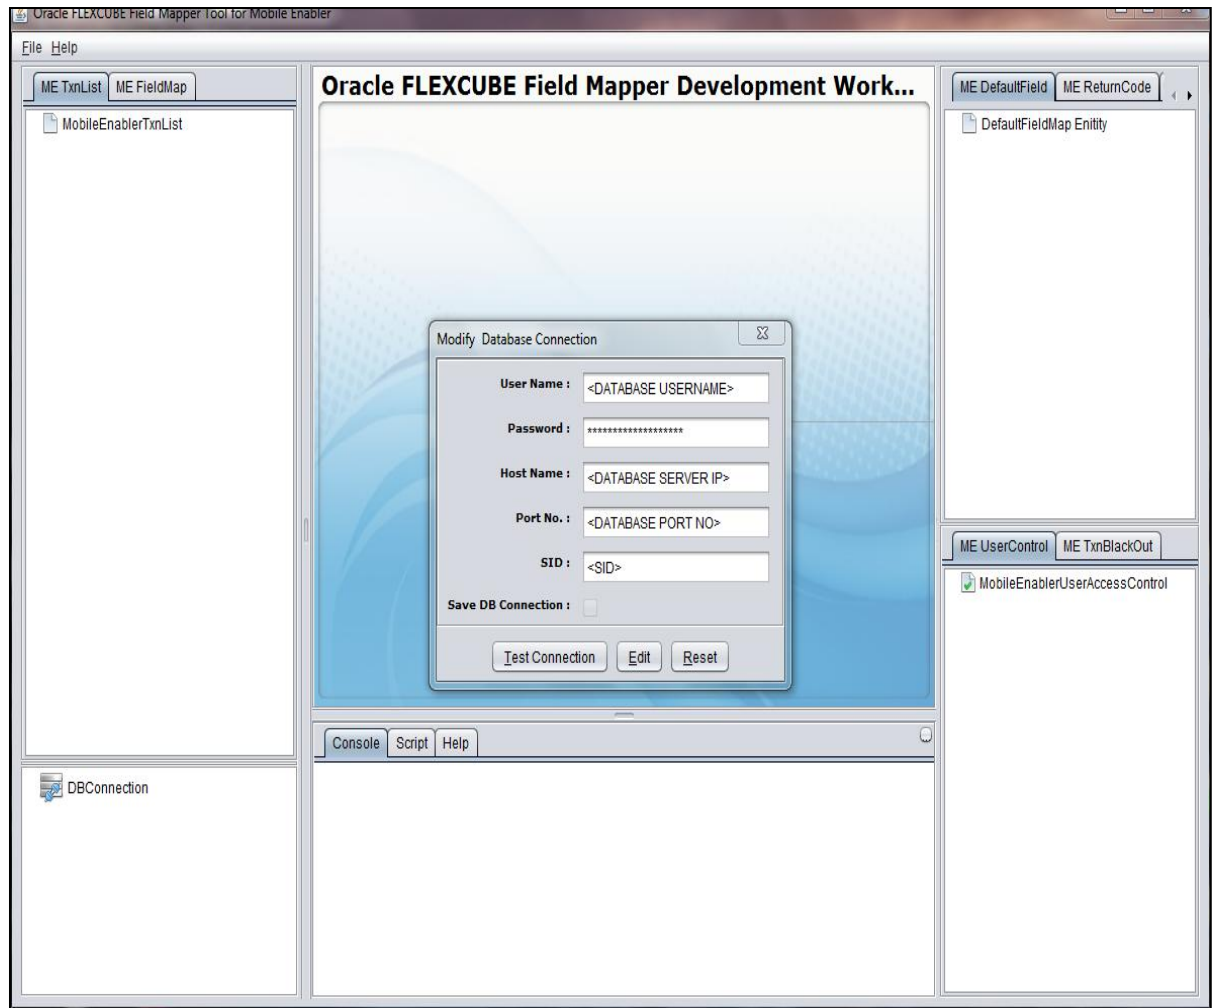 Oracle FLEXCUBE Field Mapper Tool for Mobile Enabler
File Help
ME TxnList ME FieldMap
MobileEnablerTxnList
Oracle FLEXCUBE Field Mapper Development Work...
ME DefaultField ME ReturnCode
DefaultFieldMap Enitity
Modify Database Connection
User Name : <DATABASE USERNAME>
Password : *******************
Host Name : <DATABASE SERVER IP>
Port No. : <DATABASE PORT NO>
SID : <SID>
Save DB Connection :
Test Connection Edit Reset
ME UserControl ME TxnBlackOut
MobileEnablerUserAccessControl
Console Script Help
DBConnection